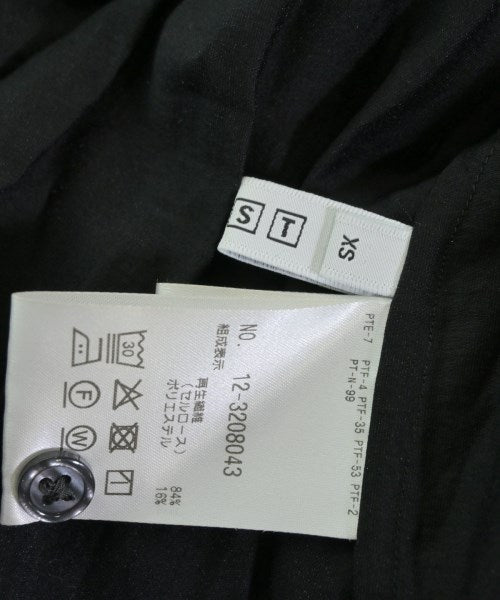 S T XS
PTE-7 PTF-4 PTF-35 PTF-53 PTF-2
PT-N-99
NO. 12-3208043
組成表示
再生繊維
(セルロース) 84%
ポリエステル 16%
30
F
W